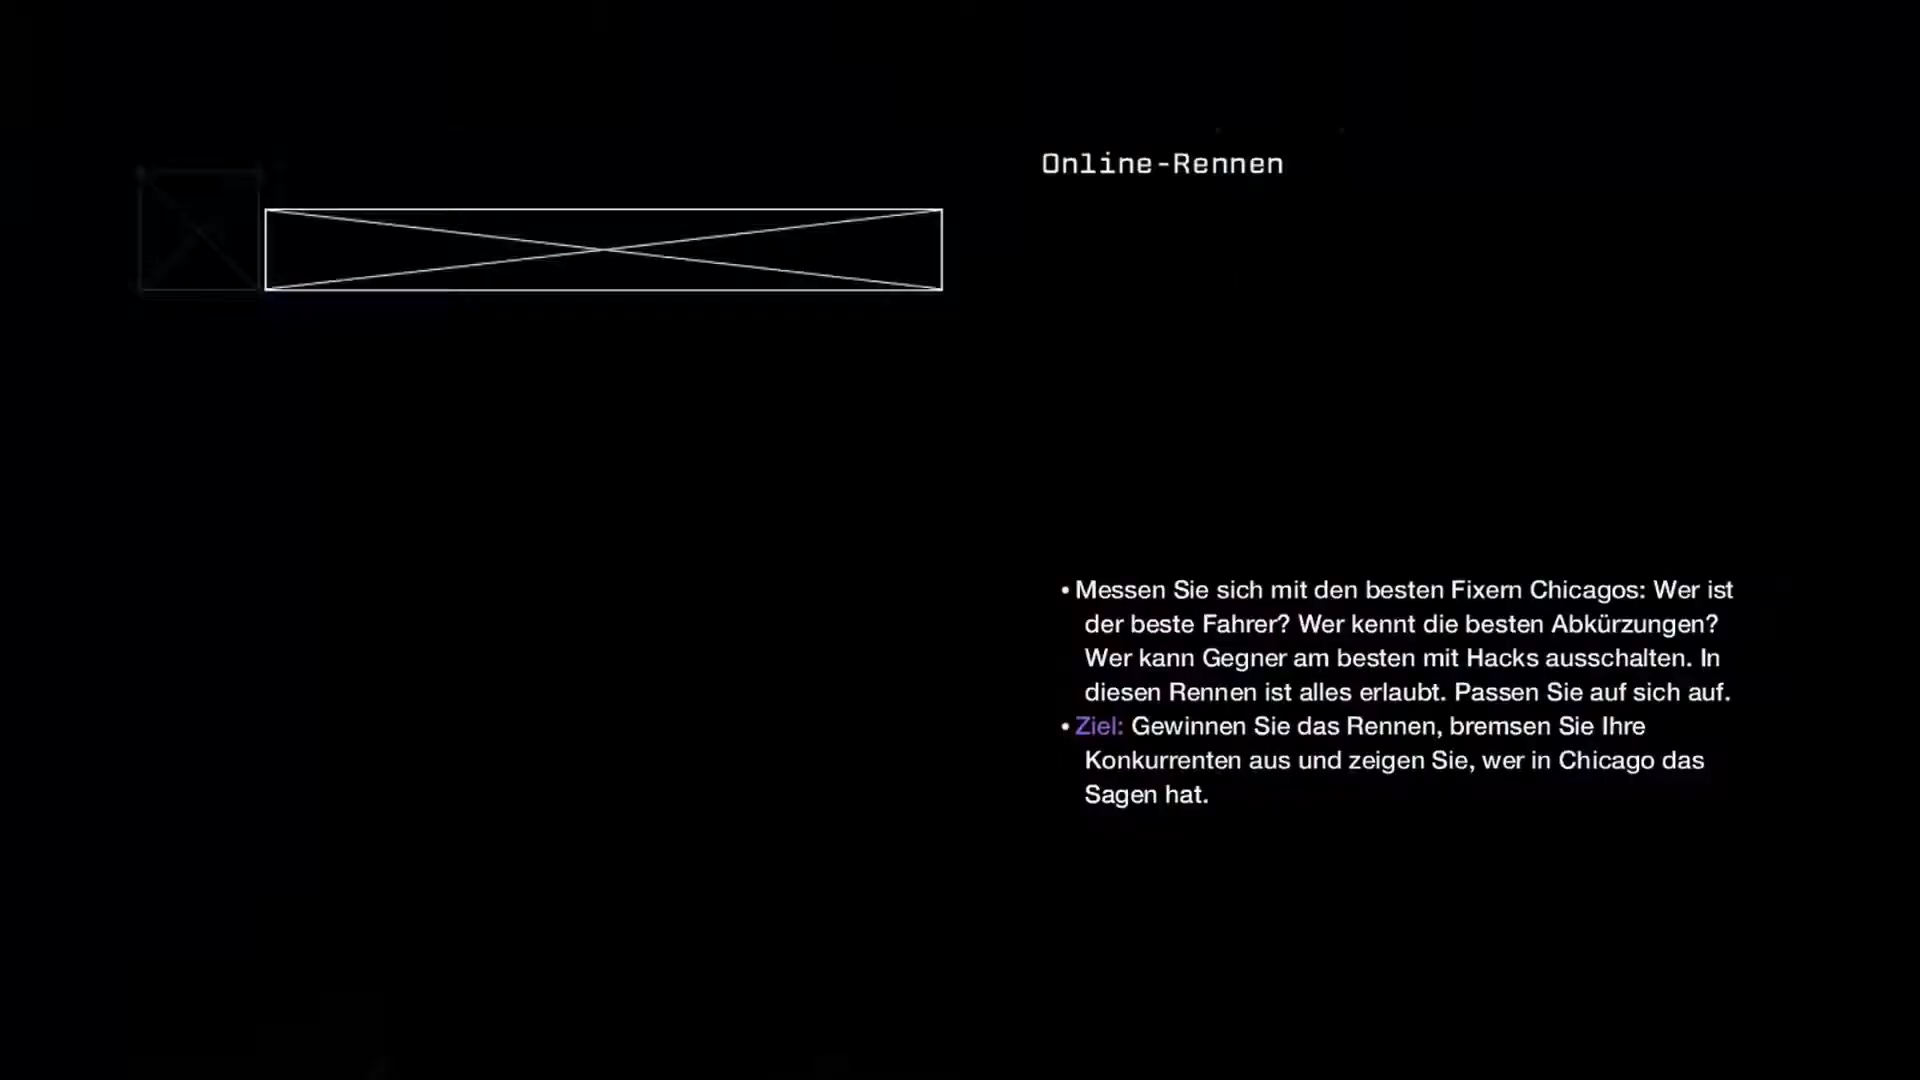 Online-Rennen
• Messen Sie sich mit den besten Fixern Chicagos: Wer ist
der beste Fahrer? Wer kennt die besten Abkürzungen?
Wer kann Gegner am besten mit Hacks ausschalten. In
diesen Rennen ist alles erlaubt. Passen Sie auf sich auf.
• Ziel: Gewinnen Sie das Rennen, bremsen Sie Ihre
Konkurrenten aus und zeigen Sie, wer in Chicago das
Sagen hat.